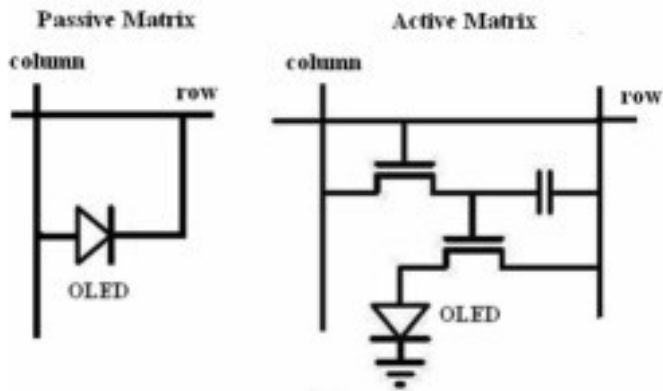 Passive Matrix
Active Matrix
column
row
column
row
OLED
OLED